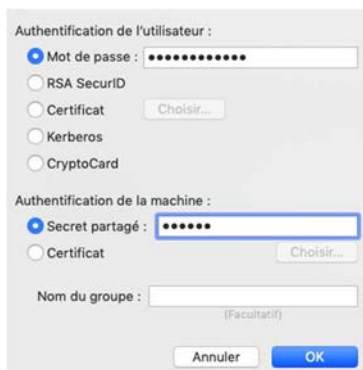 Authentification de l'utilisateur :
Mot de passe : ••••••••••••
RSA SecurID
Certificat Choisir...
Kerberos
CryptoCard
Authentification de la machine :
Secret partagé : ••••••
Certificat Choisir...
Nom du groupe :
(Facultatif)
Annuler OK